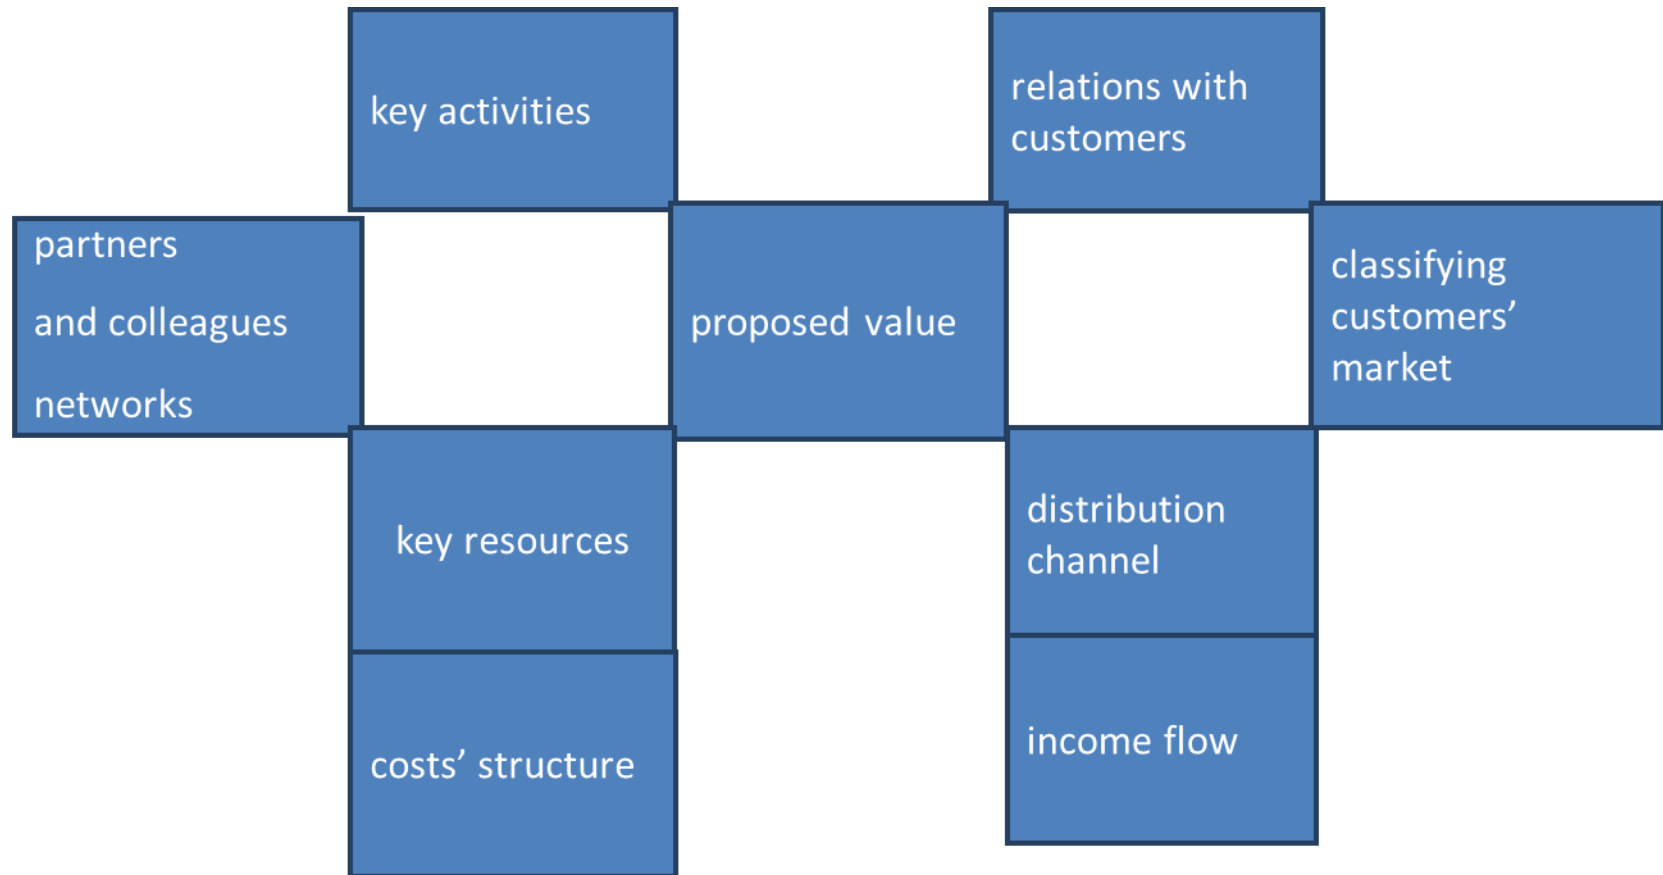 key activities
relations with
customers
partners
and colleagues
networks
proposed value
classifying
customers’
market
key resources
distribution
channel
costs’ structure
income flow